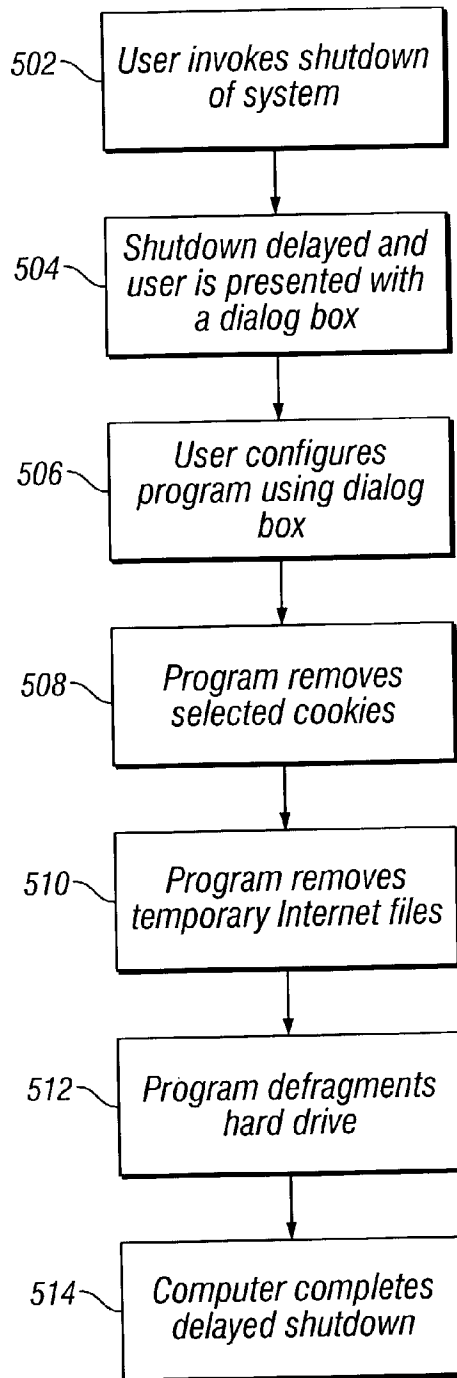 502
User invokes shutdown
of system
504
Shutdown delayed and
user is presented with
a dialog box
506
User configures
program using dialog
box
508
Program removes
selected cookies
510
Program removes
temporary Internet files
512
Program defragments
hard drive
514
Computer completes
delayed shutdown